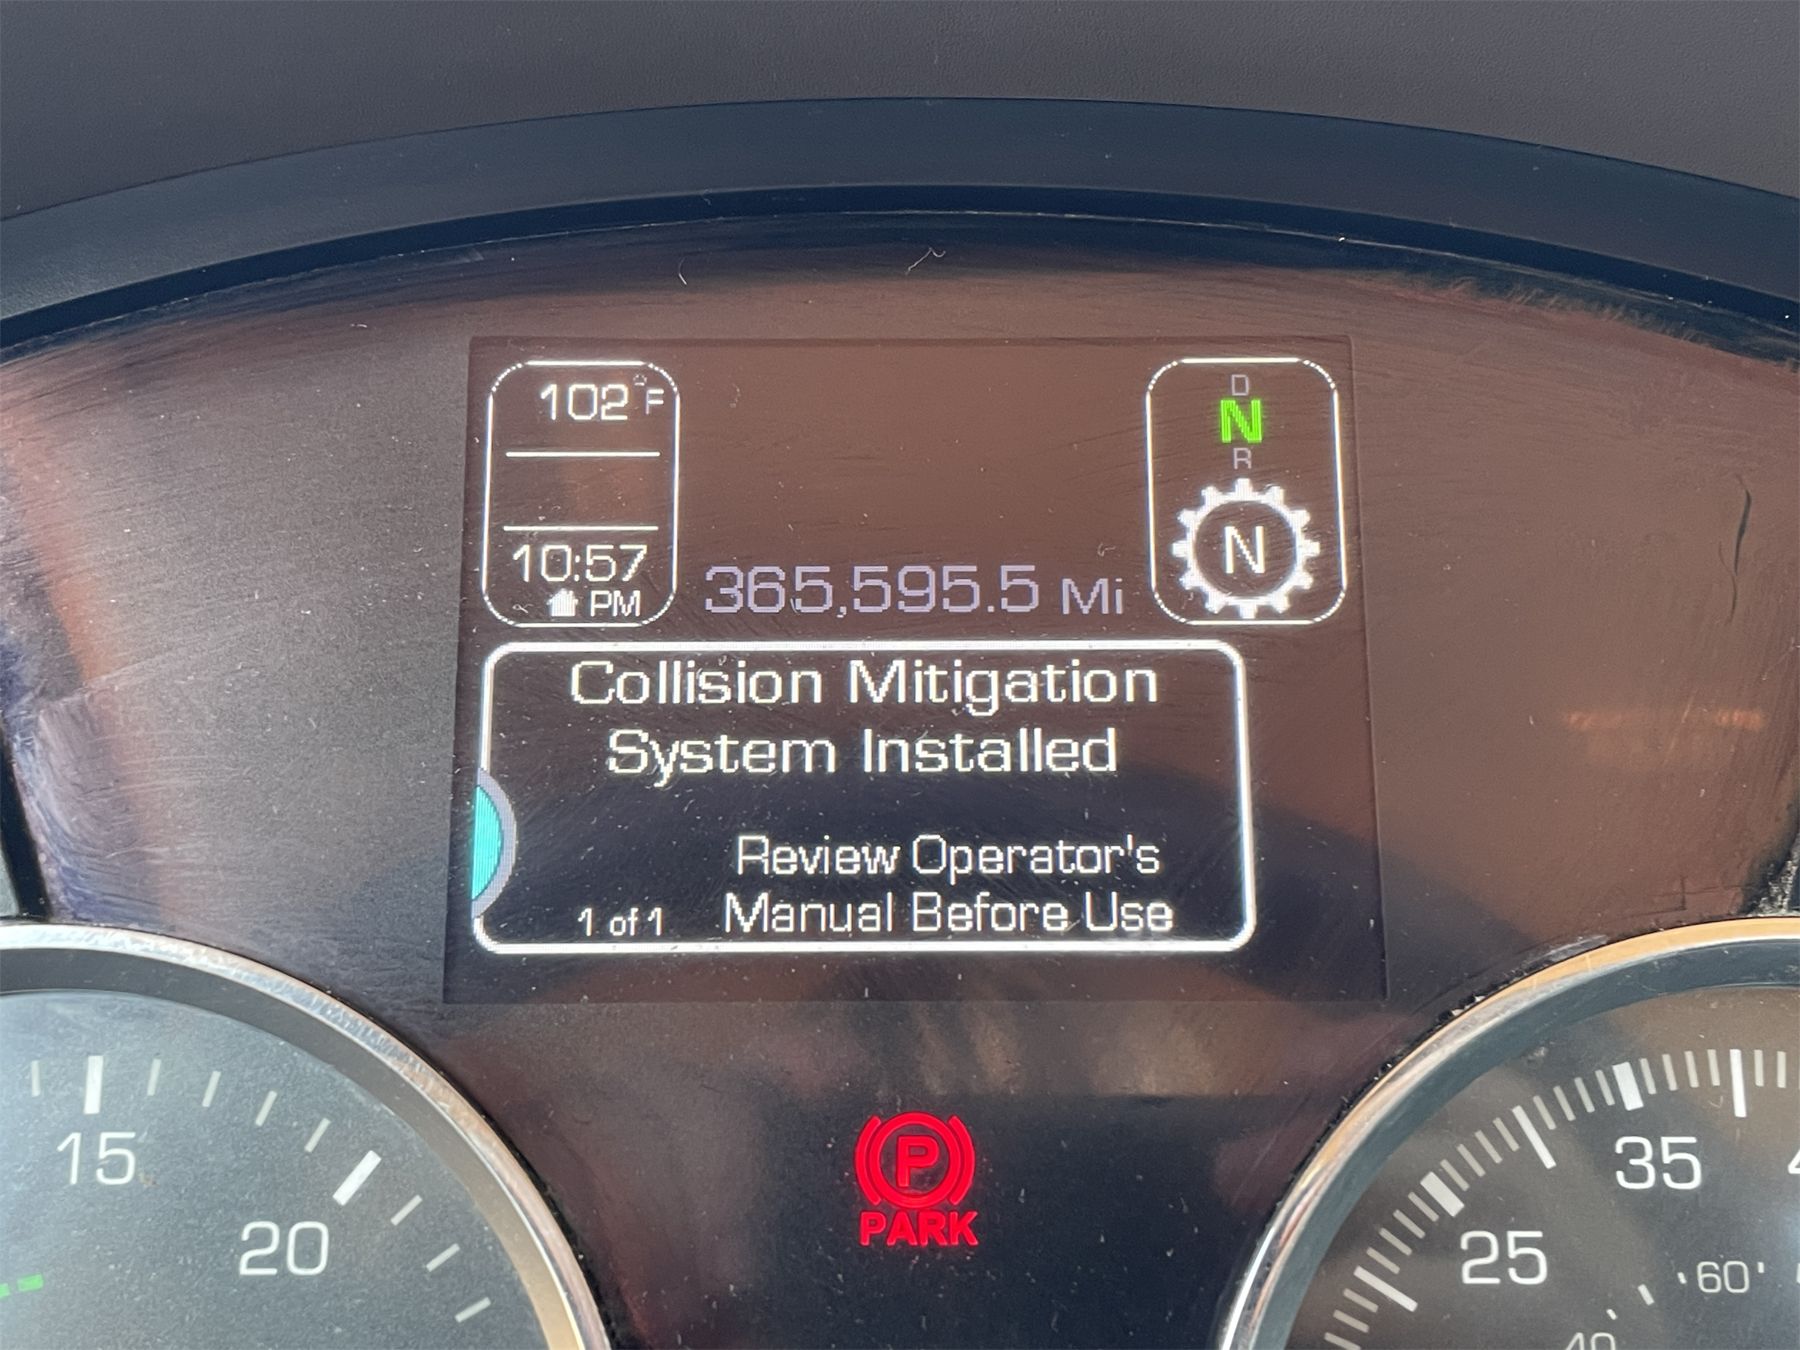 102°F
D
N
R
N
10:57
PM
365,595.5 Mi
Collision Mitigation
System Installed
Review Operator's
1 of 1 Manual Before Use
P
PARK
15
20
35
25
60
40